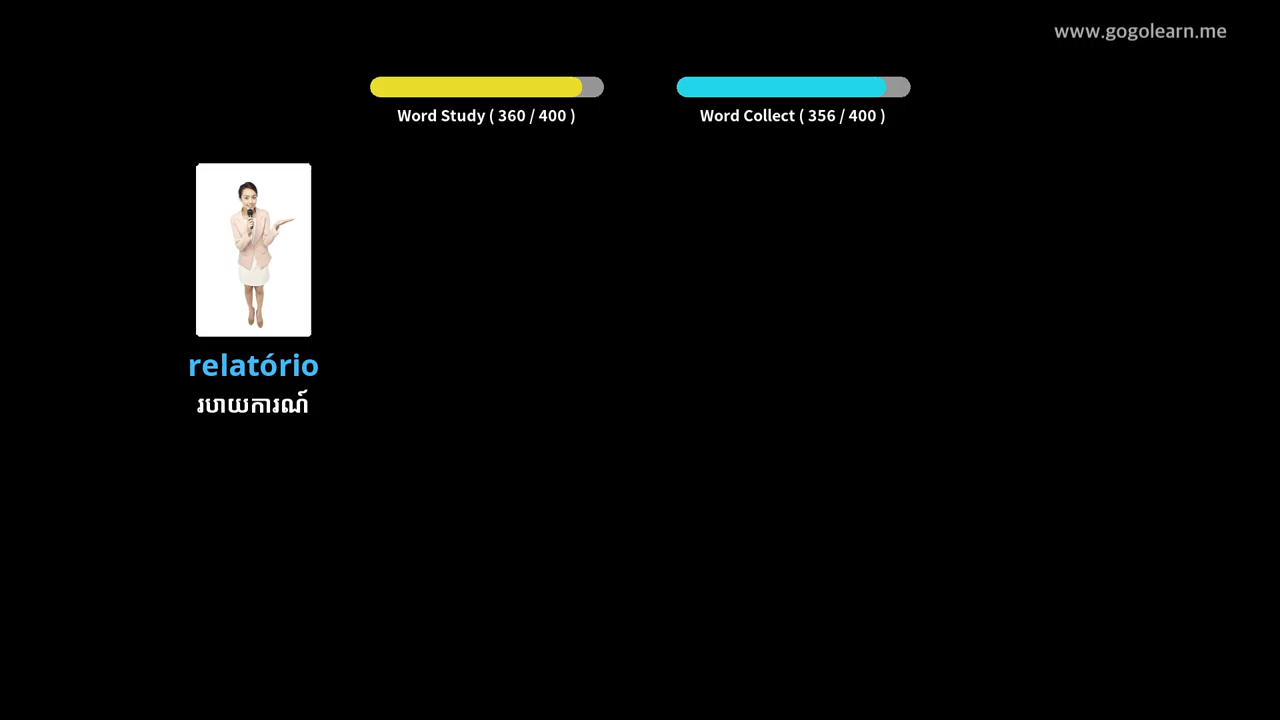 www.gogolearn.me
Word Study ( 360 / 400 )
Word Collect ( 356 / 400 )
relatório
របាយការណ៍